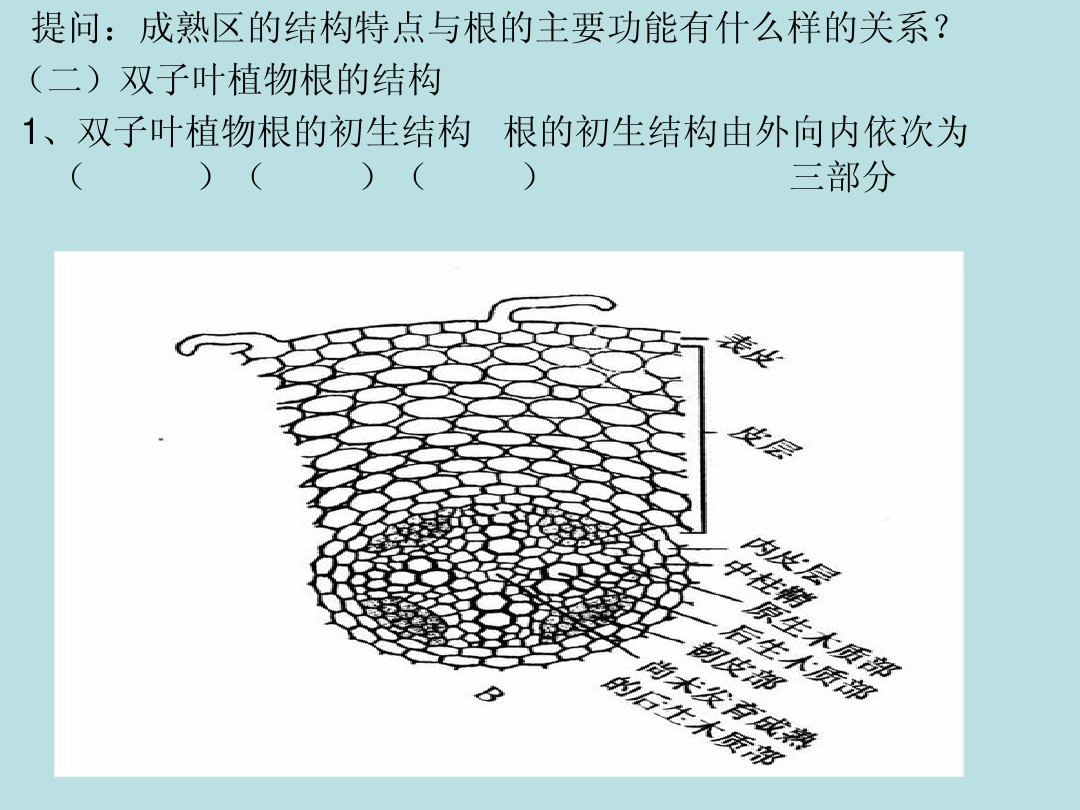 提问：成熟区的结构特点与根的主要功能有什么样的关系？
（二）双子叶植物根的结构
1、双子叶植物根的初生结构 根的初生结构由外向内依次为
（ ）（ ）（ ） 三部分
表皮
皮层
内皮层
中柱鞘
原生木质部
后生木质部
韧皮部
尚未发育成熟
的后生木质部
B